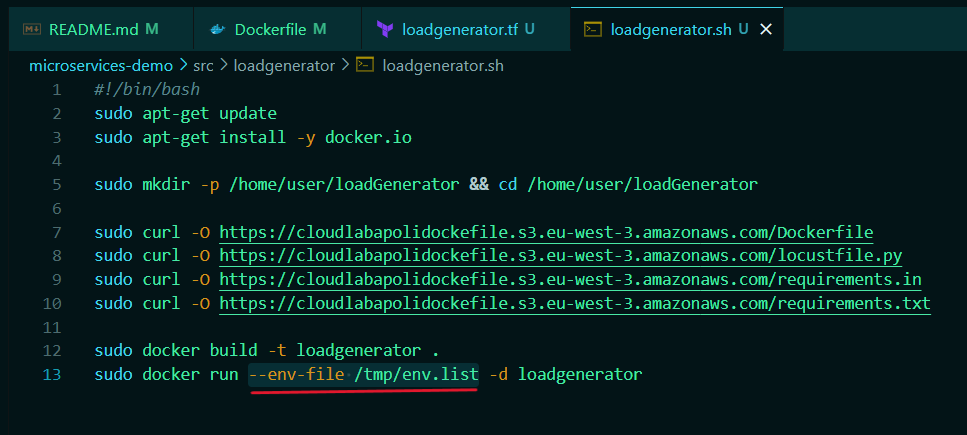 README.md M Dockerfile M loadgenerator.tf U loadgenerator.sh U
microservices-demo > src > loadgenerator > loadgenerator.sh
1 #!/bin/bash
2 sudo apt-get update
3 sudo apt-get install -y docker.io
4
5 sudo mkdir -p /home/user/loadGenerator && cd /home/user/loadGenerator
6
7 sudo curl -O https://cloudlabapolidockefile.s3.eu-west-3.amazonaws.com/Dockerfile
8 sudo curl -O https://cloudlabapolidockefile.s3.eu-west-3.amazonaws.com/locustfile.py
9 sudo curl -O https://cloudlabapolidockefile.s3.eu-west-3.amazonaws.com/requirements.in
10 sudo curl -O https://cloudlabapolidockefile.s3.eu-west-3.amazonaws.com/requirements.txt
11
12 sudo docker build -t loadgenerator .
13 sudo docker run --env-file /tmp/env.list -d loadgenerator